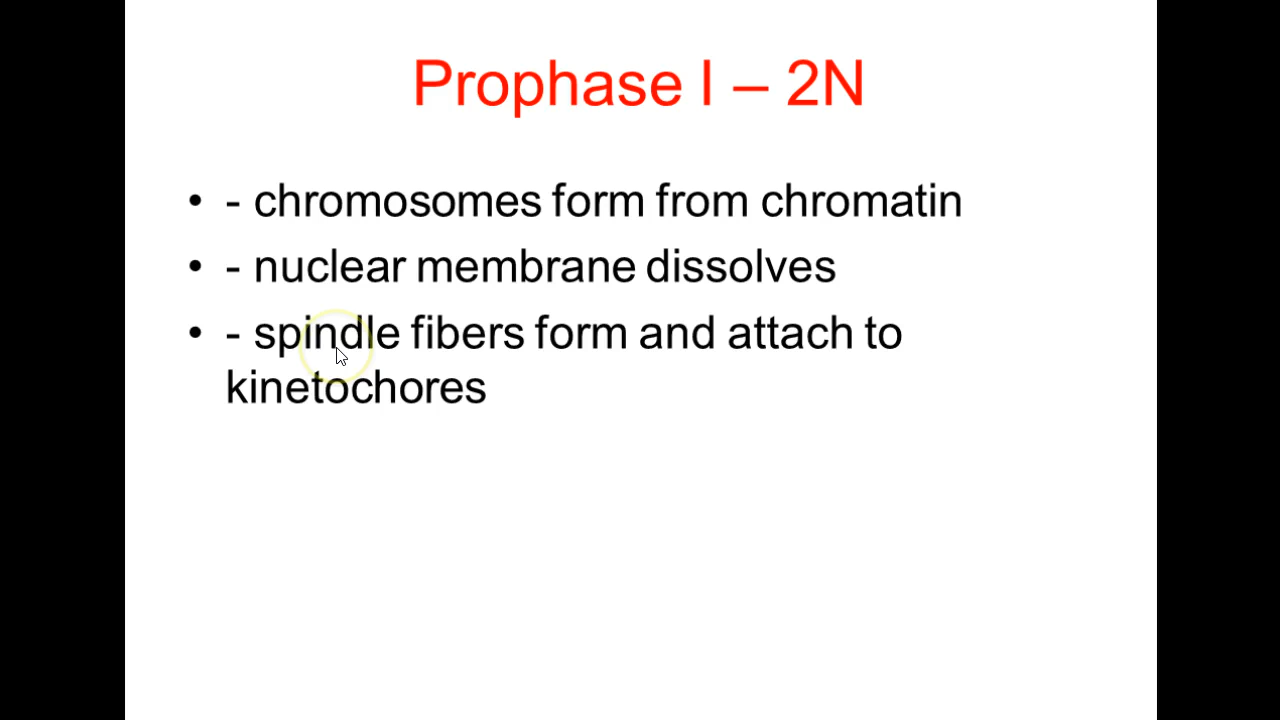 Prophase I – 2N
• - chromosomes form from chromatin
• - nuclear membrane dissolves
• - spindle fibers form and attach to
kinetochores